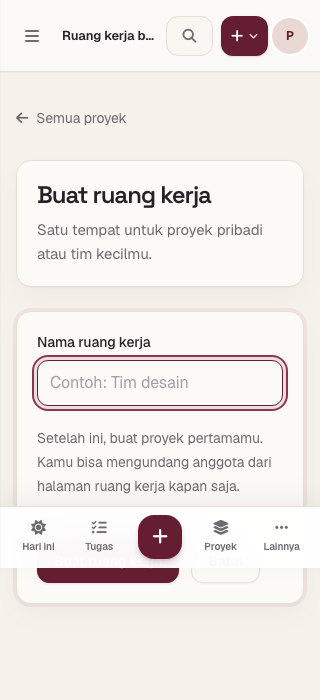 Ruang kerja b...
P
Semua proyek
Buat ruang kerja
Satu tempat untuk proyek pribadi
atau tim kecilmu.
Nama ruang kerja
Contoh: Tim desain
Setelah ini, buat proyek pertamamu.
Kamu bisa mengundang anggota dari
halaman ruang kerja kapan saja.
Hari ini
Tugas
Proyek
Lainnya